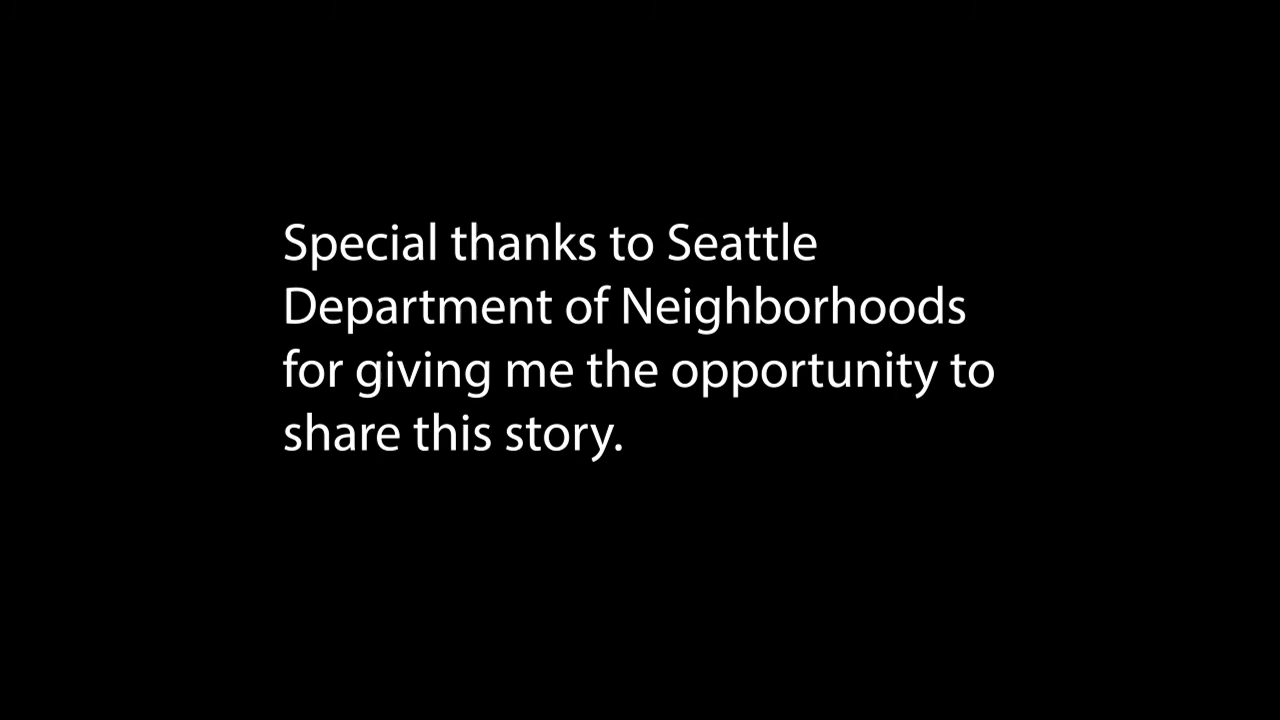 Special thanks to Seattle
Department of Neighborhoods
for giving me the opportunity to
share this story.